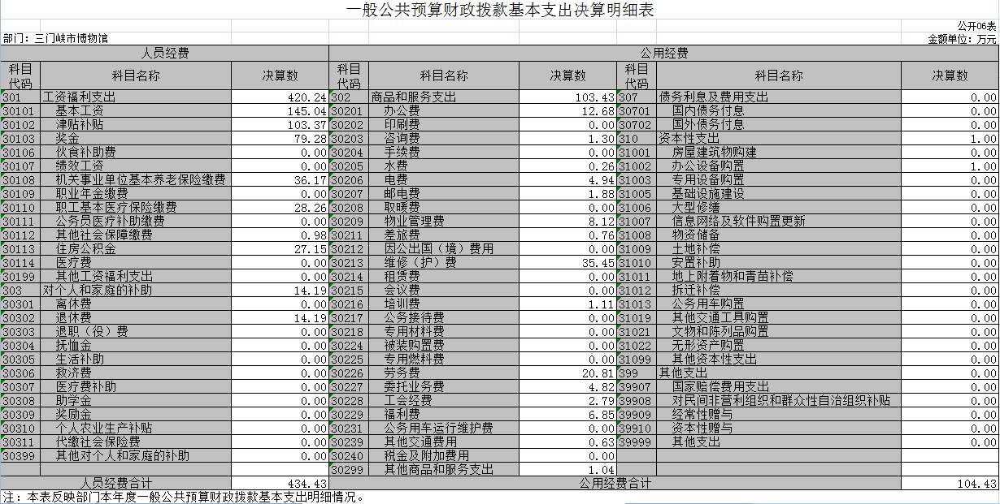 一般公共预算财政拨款基本支出决算明细表
公开06表
部门：三门峡市博物馆 金额单位：万元
人员经费 公用经费
科目代码 科目名称 决算数 科目代码 科目名称 决算数 科目代码 科目名称 决算数
301 工资福利支出 420.24 302 商品和服务支出 103.43 307 债务利息及费用支出 0.00
30101 基本工资 145.04 30201 办公费 12.68 30701 国内债务付息 0.00
30102 津贴补贴 103.37 30202 印刷费 0.00 30702 国外债务付息 0.00
30103 奖金 79.28 30203 咨询费 1.30 310 资本性支出 1.00
30106 伙食补助费 0.00 30204 手续费 0.00 31001 房屋建筑物购建 0.00
30107 绩效工资 0.00 30205 水费 0.26 31002 办公设备购置 1.00
30108 机关事业单位基本养老保险缴费 36.17 30206 电费 4.94 31003 专用设备购置 0.00
30109 职业年金缴费 0.00 30207 邮电费 1.88 31005 基础设施建设 0.00
30110 职工基本医疗保险缴费 28.26 30208 取暖费 0.00 31006 大型修缮 0.00
30111 公务员医疗补助缴费 0.00 30209 物业管理费 8.12 31007 信息网络及软件购置更新 0.00
30112 其他社会保障缴费 0.98 30211 差旅费 0.76 31008 物资储备 0.00
30113 住房公积金 27.15 30212 因公出国（境）费用 0.00 31009 土地补偿 0.00
30114 医疗费 0.00 30213 维修（护）费 35.45 31010 安置补助 0.00
30199 其他工资福利支出 0.00 30214 租赁费 0.00 31011 地上附着物和青苗补偿 0.00
303 对个人和家庭的补助 14.19 30215 会议费 0.00 31012 拆迁补偿 0.00
30301 离休费 0.00 30216 培训费 1.11 31013 公务用车购置 0.00
30302 退休费 14.19 30217 公务接待费 0.00 31019 其他交通工具购置 0.00
30303 退职（役）费 0.00 30218 专用材料费 0.00 31021 文物和陈列品购置 0.00
30304 抚恤金 0.00 30224 被装购置费 0.00 31022 无形资产购置 0.00
30305 生活补助 0.00 30225 专用燃料费 0.00 31099 其他资本性支出 0.00
30306 救济费 0.00 30226 劳务费 20.81 399 其他支出 0.00
30307 医疗费补助 0.00 30227 委托业务费 4.82 39907 国家赔偿费用支出 0.00
30308 助学金 0.00 30228 工会经费 2.79 39908 对民间非营利组织和群众性自治组织补贴 0.00
30309 奖励金 0.00 30229 福利费 6.85 39909 经常性赠与 0.00
30310 个人农业生产补贴 0.00 30231 公务用车运行维护费 0.00 39910 资本性赠与 0.00
30311 代缴社会保险费 0.00 30239 其他交通费用 0.63 39999 其他支出 0.00
30399 其他对个人和家庭的补助 0.00 30240 税金及附加费用 0.00
30299 其他商品和服务支出 1.04
人员经费合计 434.43 公用经费合计 104.43
注：本表反映部门本年度一般公共预算财政拨款基本支出明细情况。